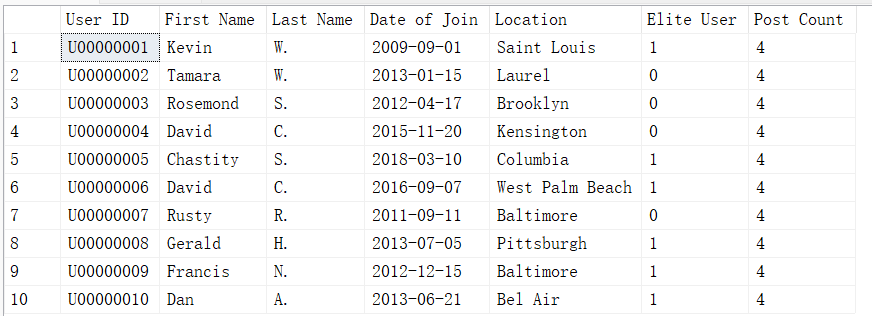 User ID First Name Last Name Date of Join Location Elite User Post Count
1 U00000001 Kevin W. 2009-09-01 Saint Louis 1 4
2 U00000002 Tamara W. 2013-01-15 Laurel 0 4
3 U00000003 Rosemond S. 2012-04-17 Brooklyn 0 4
4 U00000004 David C. 2015-11-20 Kensington 0 4
5 U00000005 Chastity S. 2018-03-10 Columbia 1 4
6 U00000006 David C. 2016-09-07 West Palm Beach 1 4
7 U00000007 Rusty R. 2011-09-11 Baltimore 0 4
8 U00000008 Gerald H. 2013-07-05 Pittsburgh 1 4
9 U00000009 Francis N. 2012-12-15 Baltimore 1 4
10 U00000010 Dan A. 2013-06-21 Bel Air 1 4